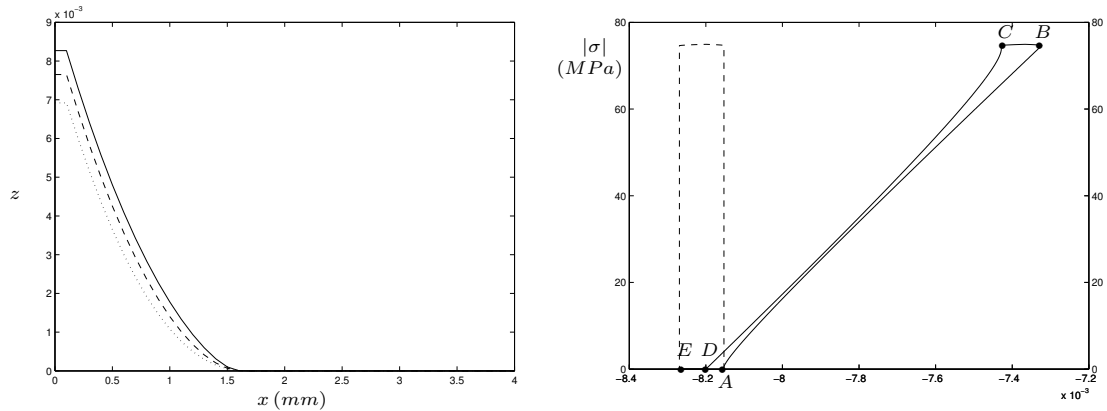 x 10⁻³
9
8
7
6
5
4
3
2
1
0
z
0 0.5 1 1.5 2 2.5 3 3.5 4
x (mm)
80 80
|σ|
(MPa)
C B
60 60
40 40
20 20
E D
0 0
A
-8.4 -8.2 -8 -7.8 -7.6 -7.4 -7.2
x 10⁻³